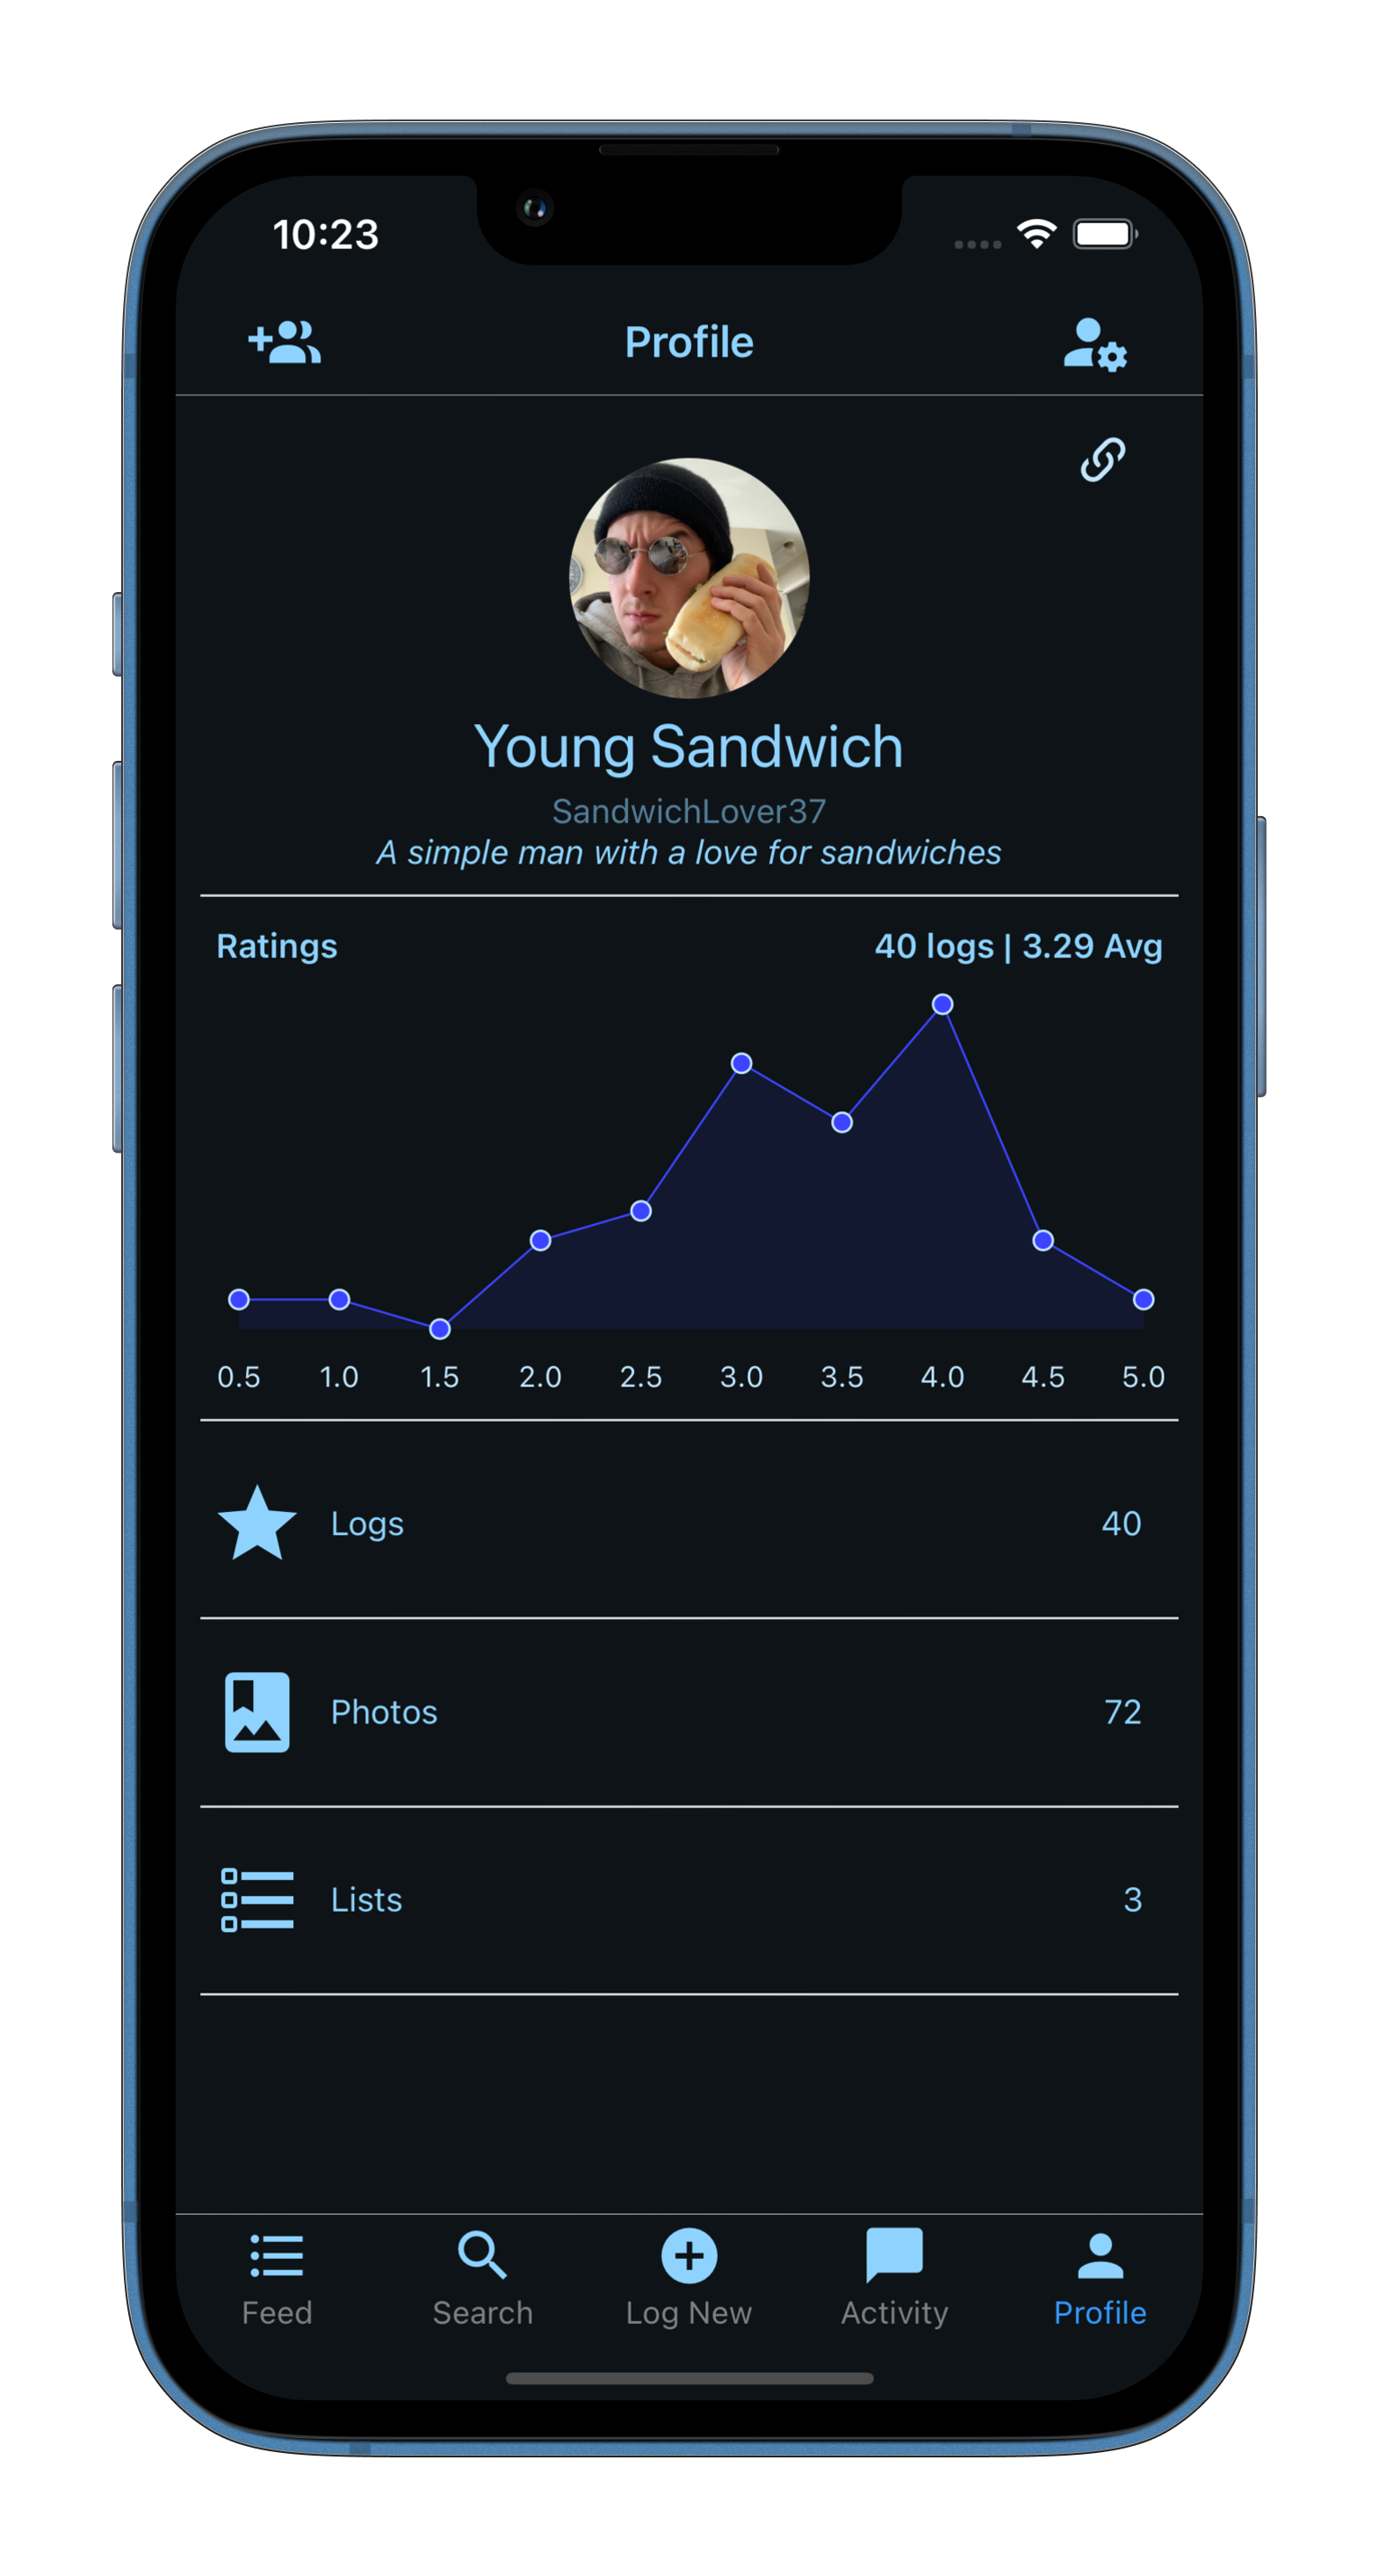 10:23
Profile
Young Sandwich
SandwichLover37
A simple man with a love for sandwiches
Ratings 40 logs | 3.29 Avg
0.5 1.0 1.5 2.0 2.5 3.0 3.5 4.0 4.5 5.0
Logs 40
Photos 72
Lists 3
Feed Search Log New Activity Profile